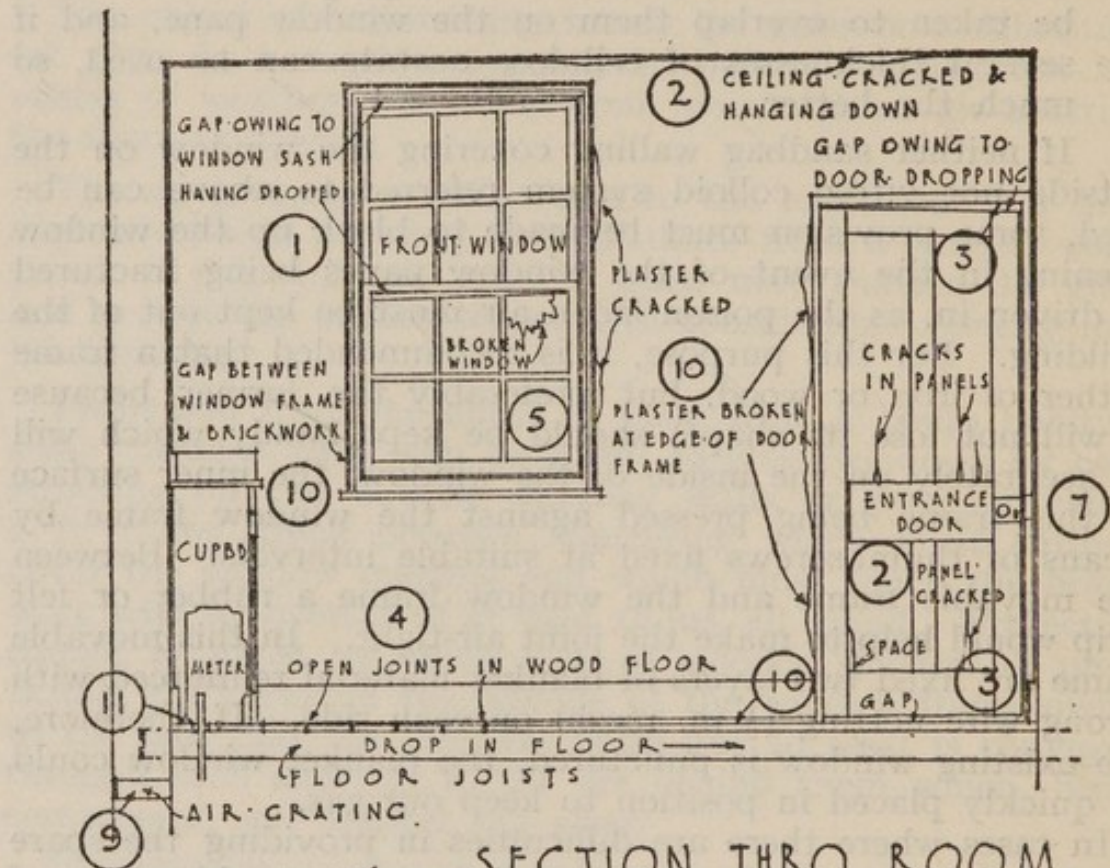 2
CEILING CRACKED &
HANGING DOWN
GAP OWING TO
WINDOW SASH
HAVING DROPPED
GAP OWING TO
DOOR DROPPING
1
FRONT WINDOW
3
PLASTER
CRACKED
BROKEN
WINDOW
5
GAP BETWEEN
WINDOW FRAME
& BRICKWORK
10
10
PLASTER BROKEN
AT EDGE OF DOOR
FRAME
CRACKS
IN PANELS
ENTRANCE
DOOR
7
CUPBD
2
PANEL
CRACKED
4
METER
OPEN JOINTS IN WOOD FLOOR
SPACE
10
3
GAP
11
DROP IN FLOOR
FLOOR JOISTS
AIR GRATING.
9
SECTION THRO ROOM